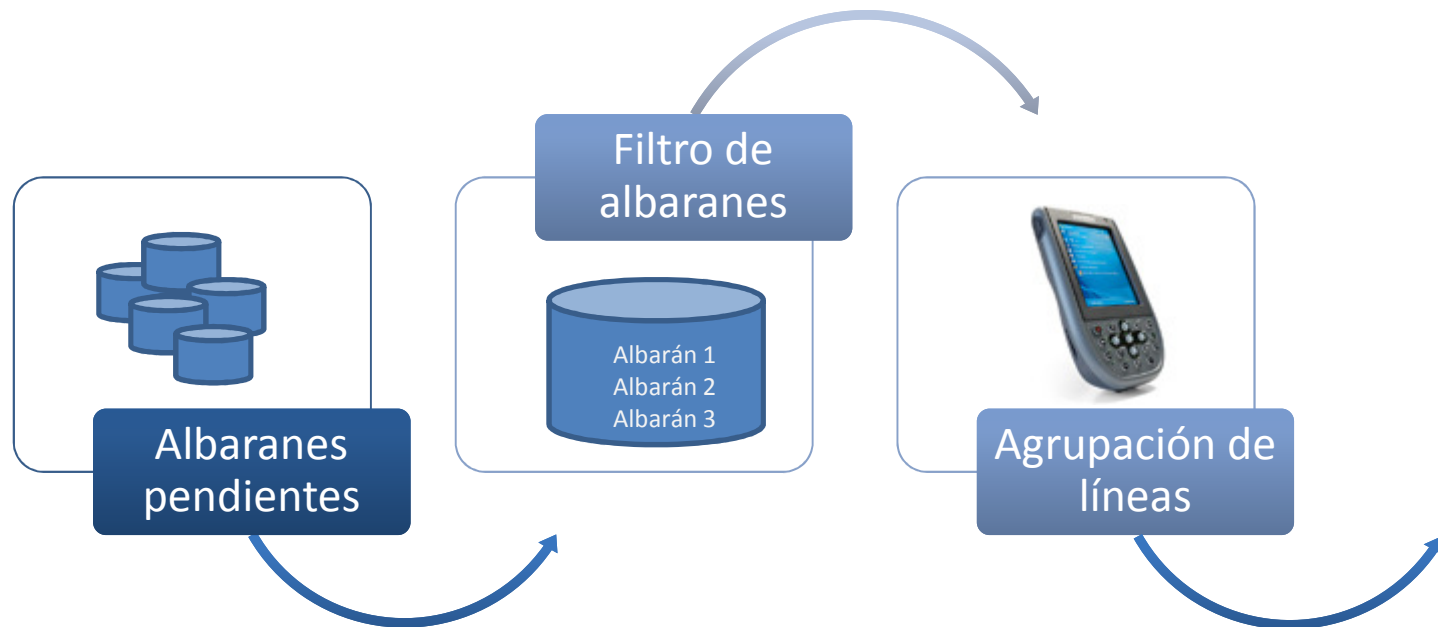 Albaranes
pendientes
Filtro de
albaranes
Albarán 1
Albarán 2
Albarán 3
Agrupación de
líneas